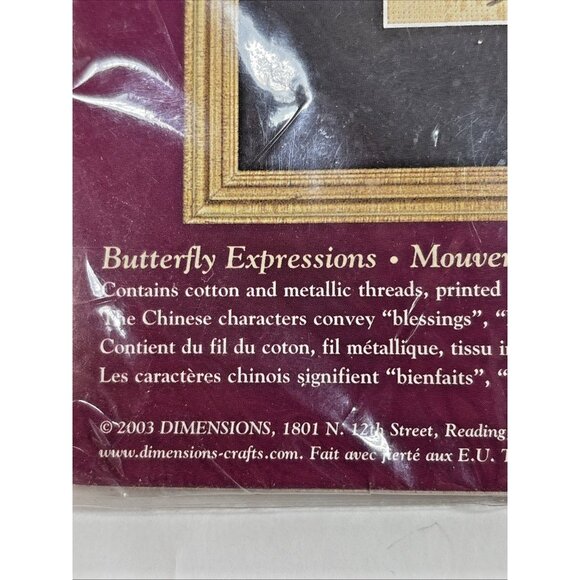 Butterfly Expressions • Mouve
Contains cotton and metallic threads, printed
The Chinese characters convey “blessings”, “
Contient du fil du coton, fil métallique, tissu
Les caractères chinois signifient “bienfaits”, “
© 2003 DIMENSIONS, 1801 N. 12th Street, Reading,
www.dimensions-crafts.com. Fait avec fierté aux E.U.